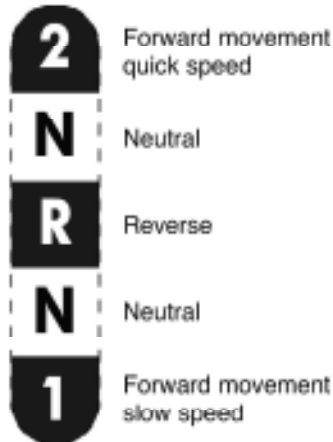 2
Forward movement
quick speed
N
Neutral
R
Reverse
N
Neutral
1
Forward movement
slow speed